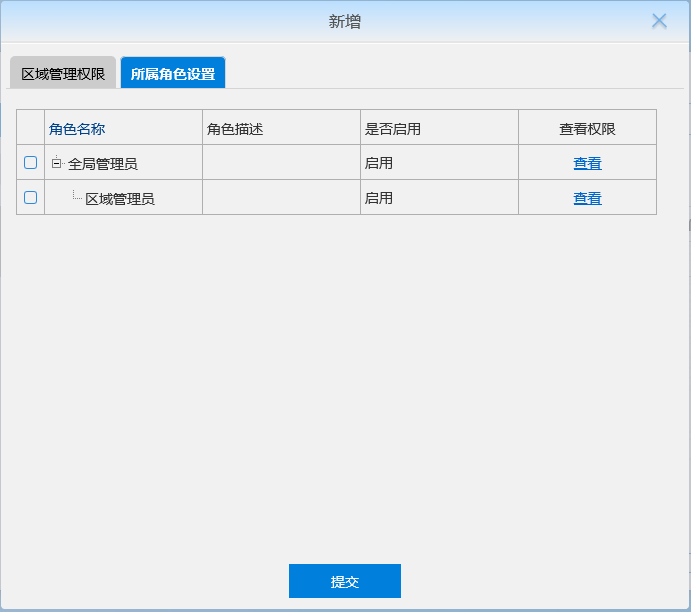 新增
区域管理权限 所属角色设置
角色名称 角色描述 是否启用 查看权限
全局管理员 启用 查看
区域管理员 启用 查看
提交